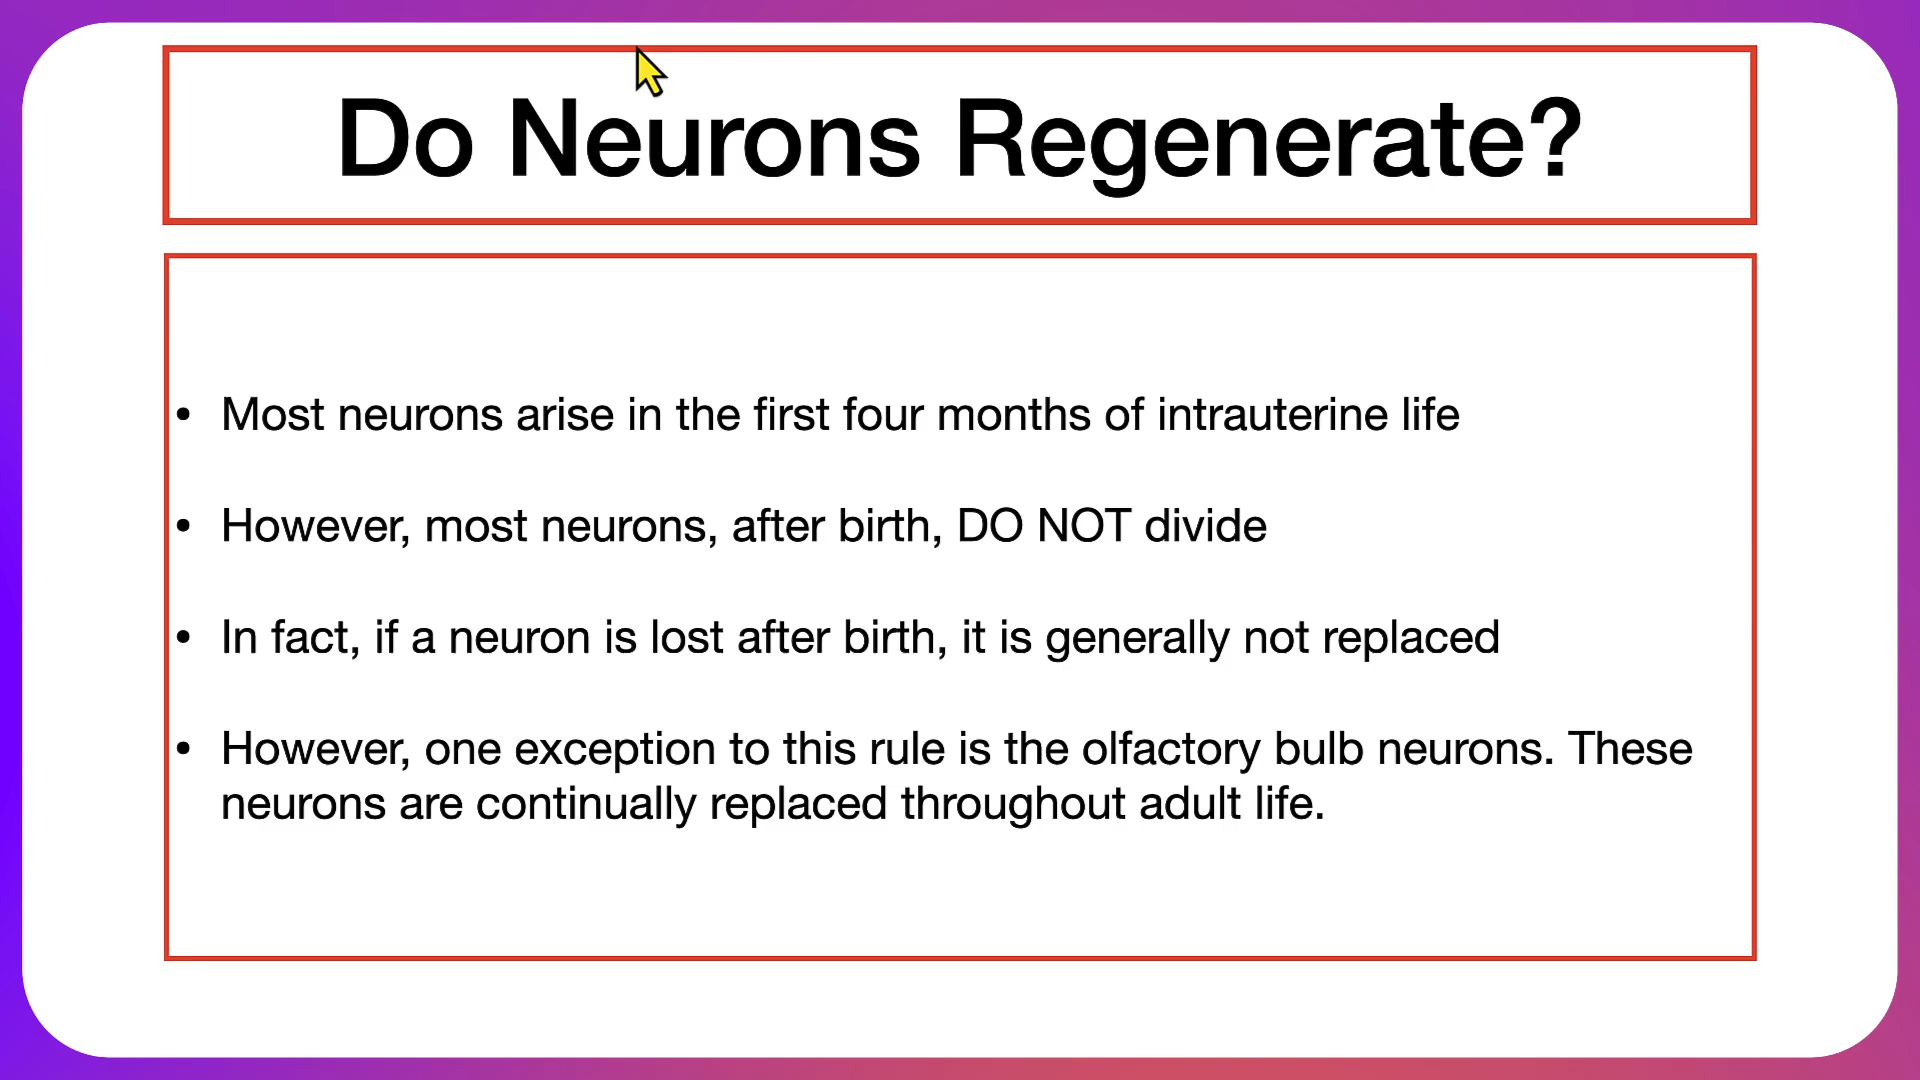 Do Neurons Regenerate?
• Most neurons arise in the first four months of intrauterine life
• However, most neurons, after birth, DO NOT divide
• In fact, if a neuron is lost after birth, it is generally not replaced
• However, one exception to this rule is the olfactory bulb neurons. These
neurons are continually replaced throughout adult life.